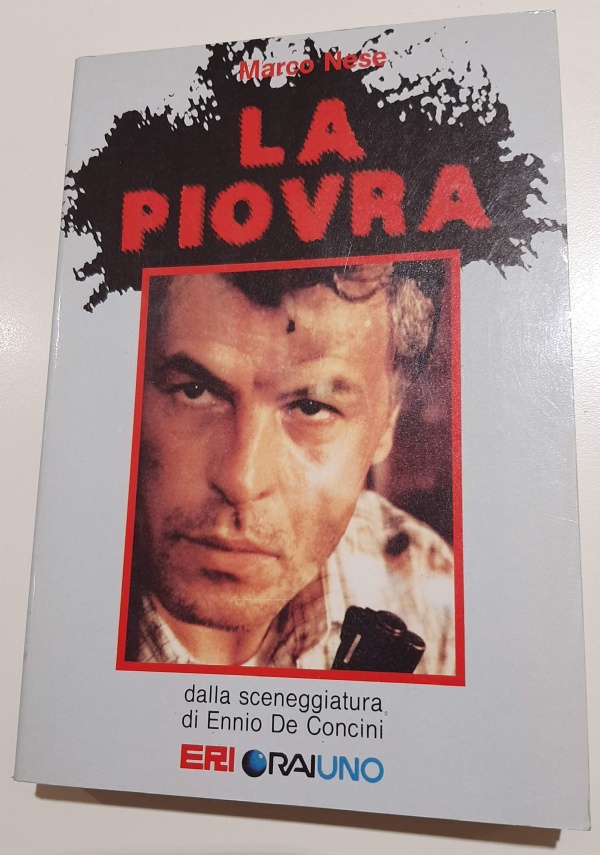 Marco Nese
LA
PIOVRA
dalla sceneggiatura
di Ennio De Concini
ERI RAIUNO